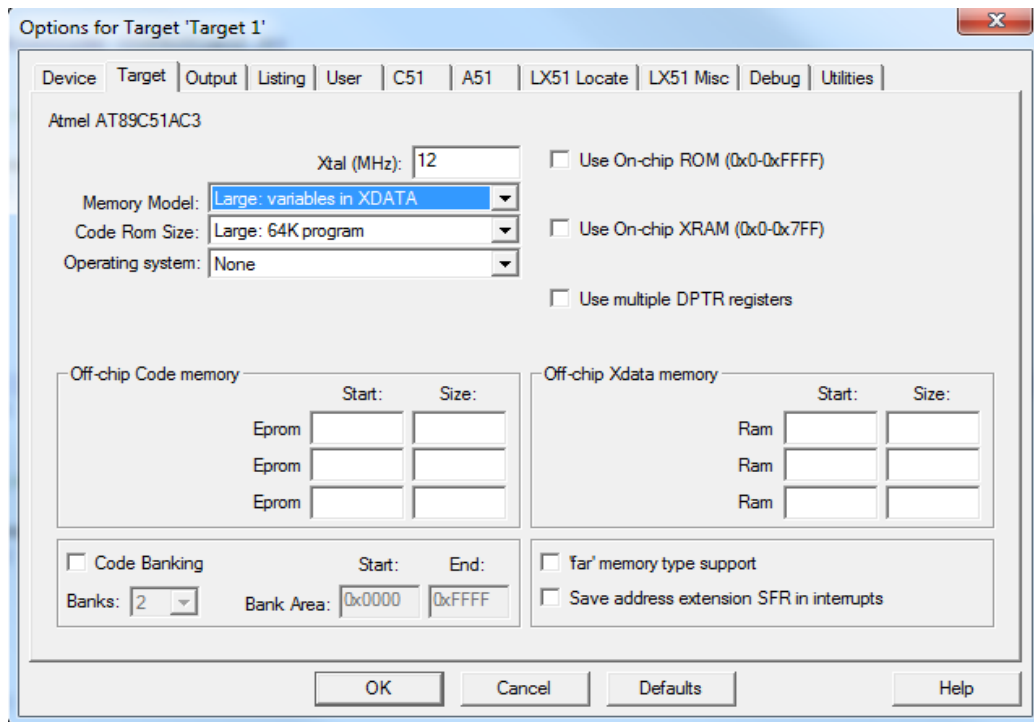 Options for Target 'Target 1'
Device Target Output Listing User C51 A51 LX51 Locate LX51 Misc Debug Utilities
Atmel AT89C51AC3
Xtal (MHz): 12
Use On-chip ROM (0x0-0xFFFF)
Memory Model: Large: variables in XDATA
Code Rom Size: Large: 64K program
Use On-chip XRAM (0x0-0x7FF)
Operating system: None
Use multiple DPTR registers
Off-chip Code memory
Start: Size:
Eprom
Eprom
Eprom
Off-chip Xdata memory
Start: Size:
Ram
Ram
Ram
Code Banking Start: End:
Banks: 2 Bank Area: 0x0000 0xFFFF
'far' memory type support
Save address extension SFR in interrupts
OK Cancel Defaults Help